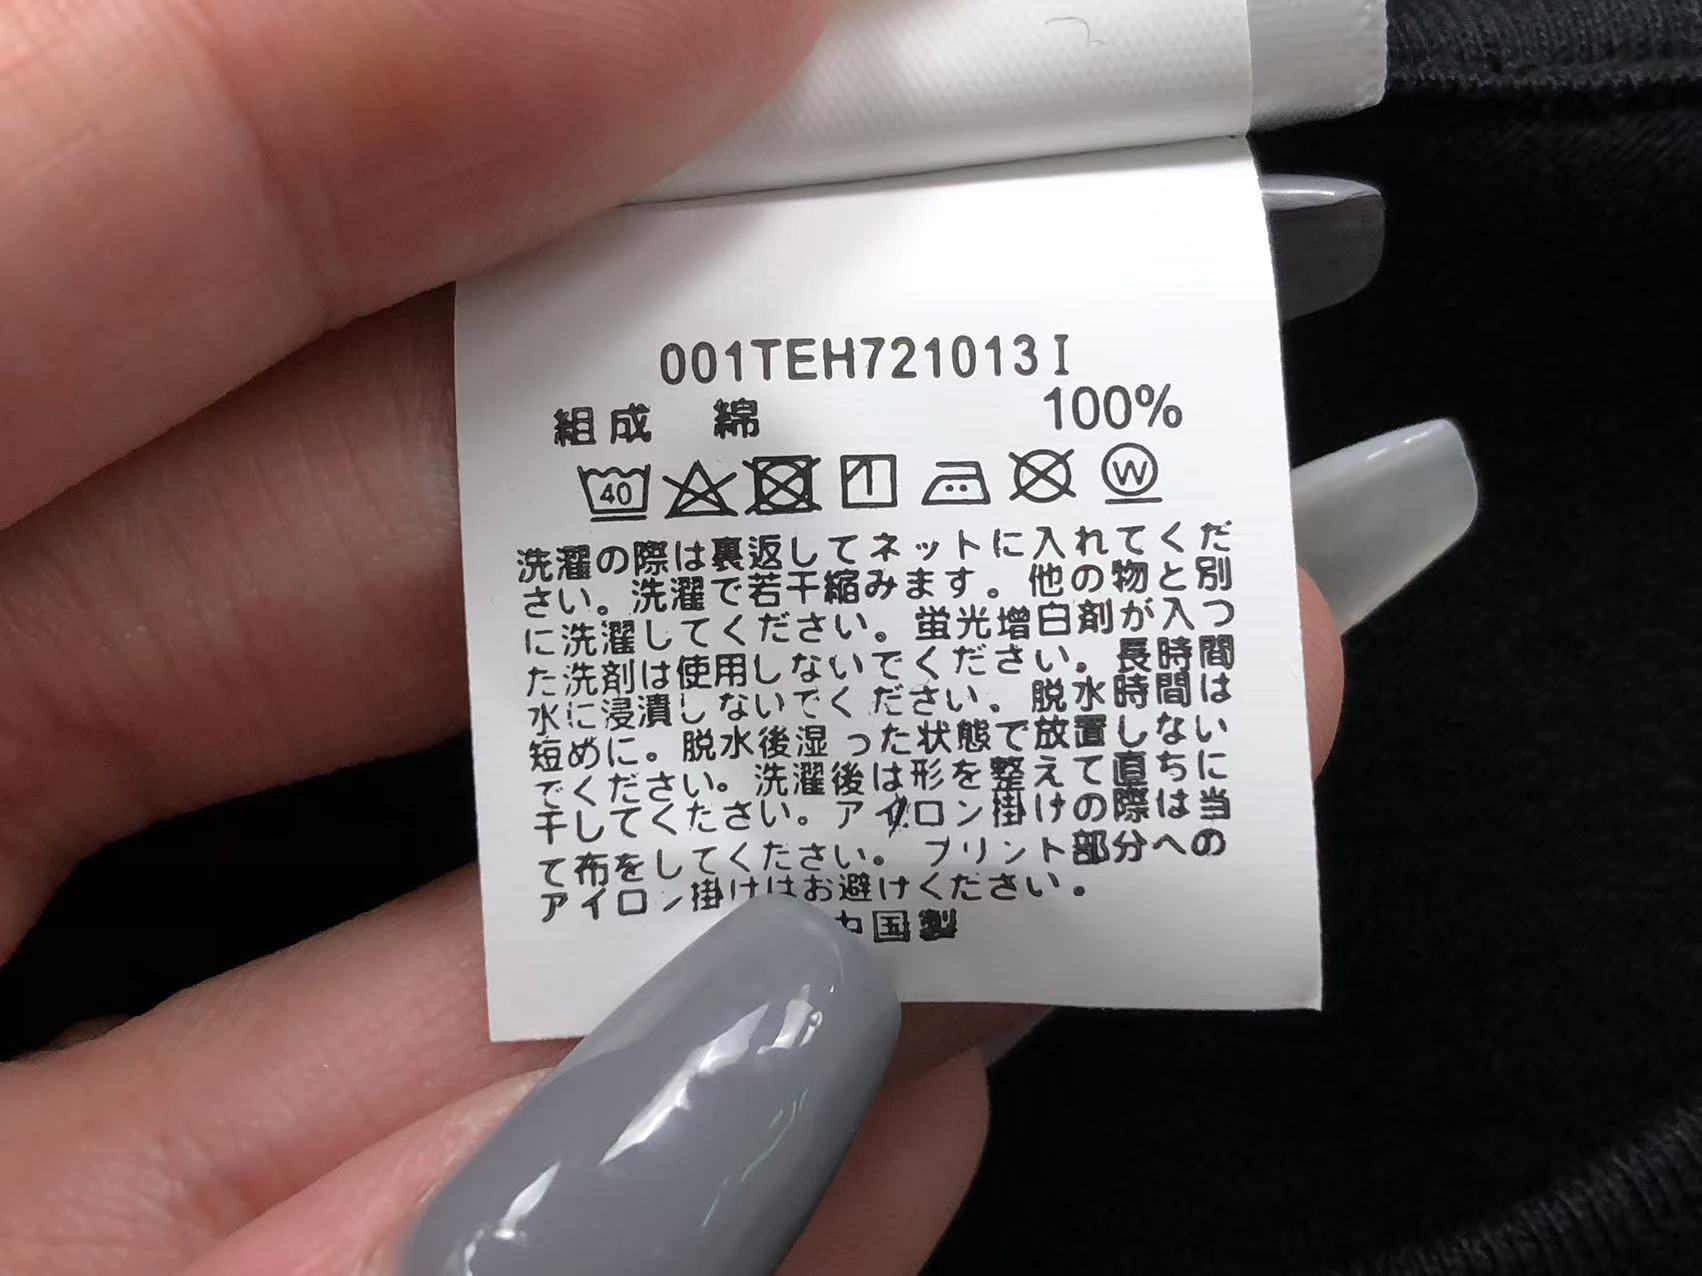 001TEH721013I
組成 綿 100%
40 W
洗濯の際は裏返してネットに入れてくだ
さい。洗濯で若干縮みます。他の物と別
に洗濯してください。蛍光増白剤が入っ
た洗剤は使用しないでください。長時間
水に浸漬しないでください。脱水時間は
短めに。脱水後湿った状態で放置しない
でください。洗濯後は形を整えて直ちに
干してください。アイロン掛けの際は当
て布をしてください。プリント部分への
アイロン掛けはお避けください。
中国製